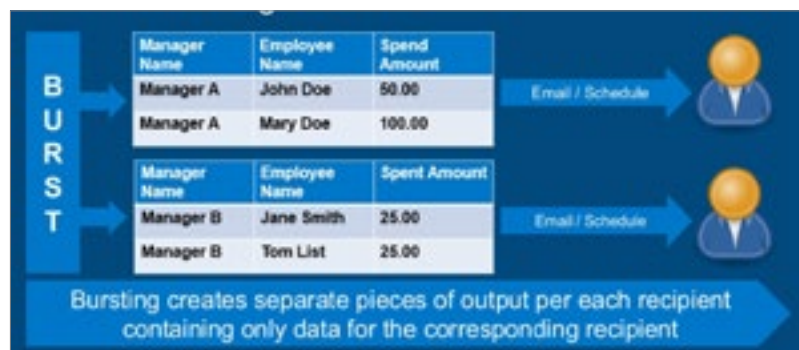 BURST
Manager Name Employee Name Spend Amount
Manager A John Doe 50.00
Manager A Mary Doe 100.00
Email / Schedule
Manager Name Employee Name Spent Amount
Manager B Jane Smith 25.00
Manager B Tom List 25.00
Email / Schedule
Bursting creates separate pieces of output per each recipient
containing only data for the corresponding recipient